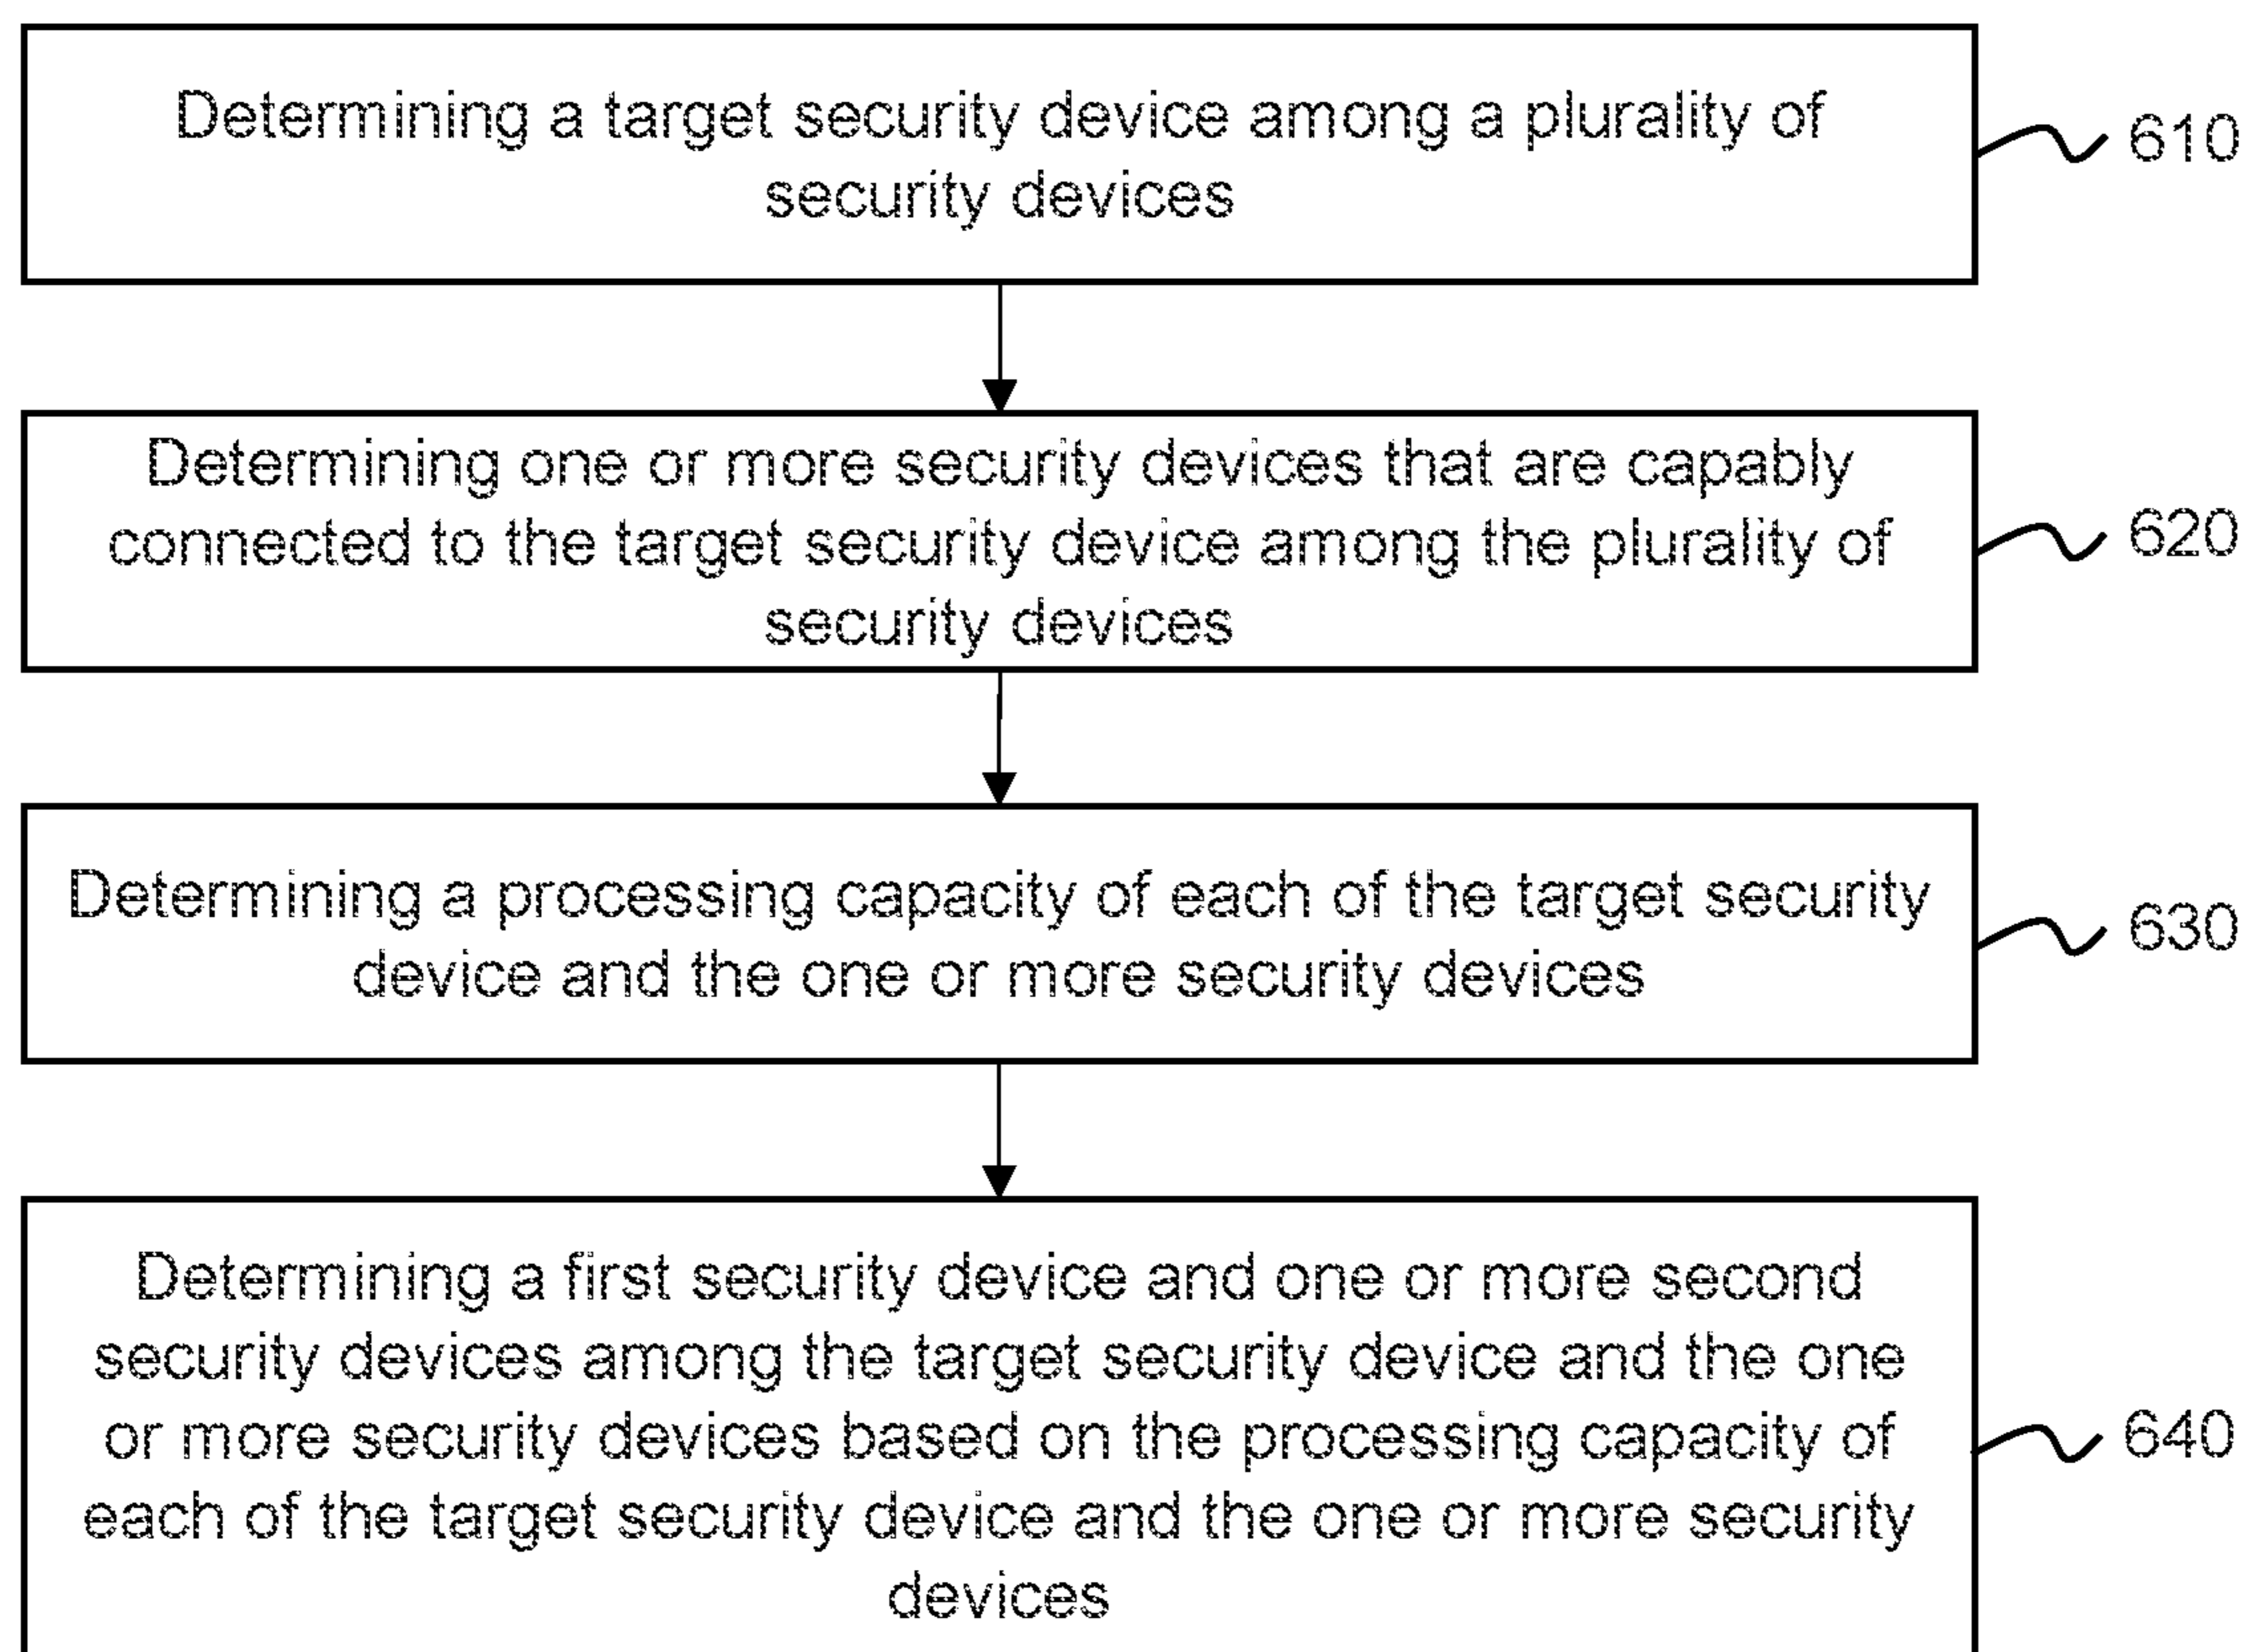 Determining a target security device among a plurality of
security devices
610
Determining one or more security devices that are capably
connected to the target security device among the plurality of
security devices
620
Determining a processing capacity of each of the target security
device and the one or more security devices
630
Determining a first security device and one or more second
security devices among the target security device and the one
or more security devices based on the processing capacity of
each of the target security device and the one or more security
devices
640